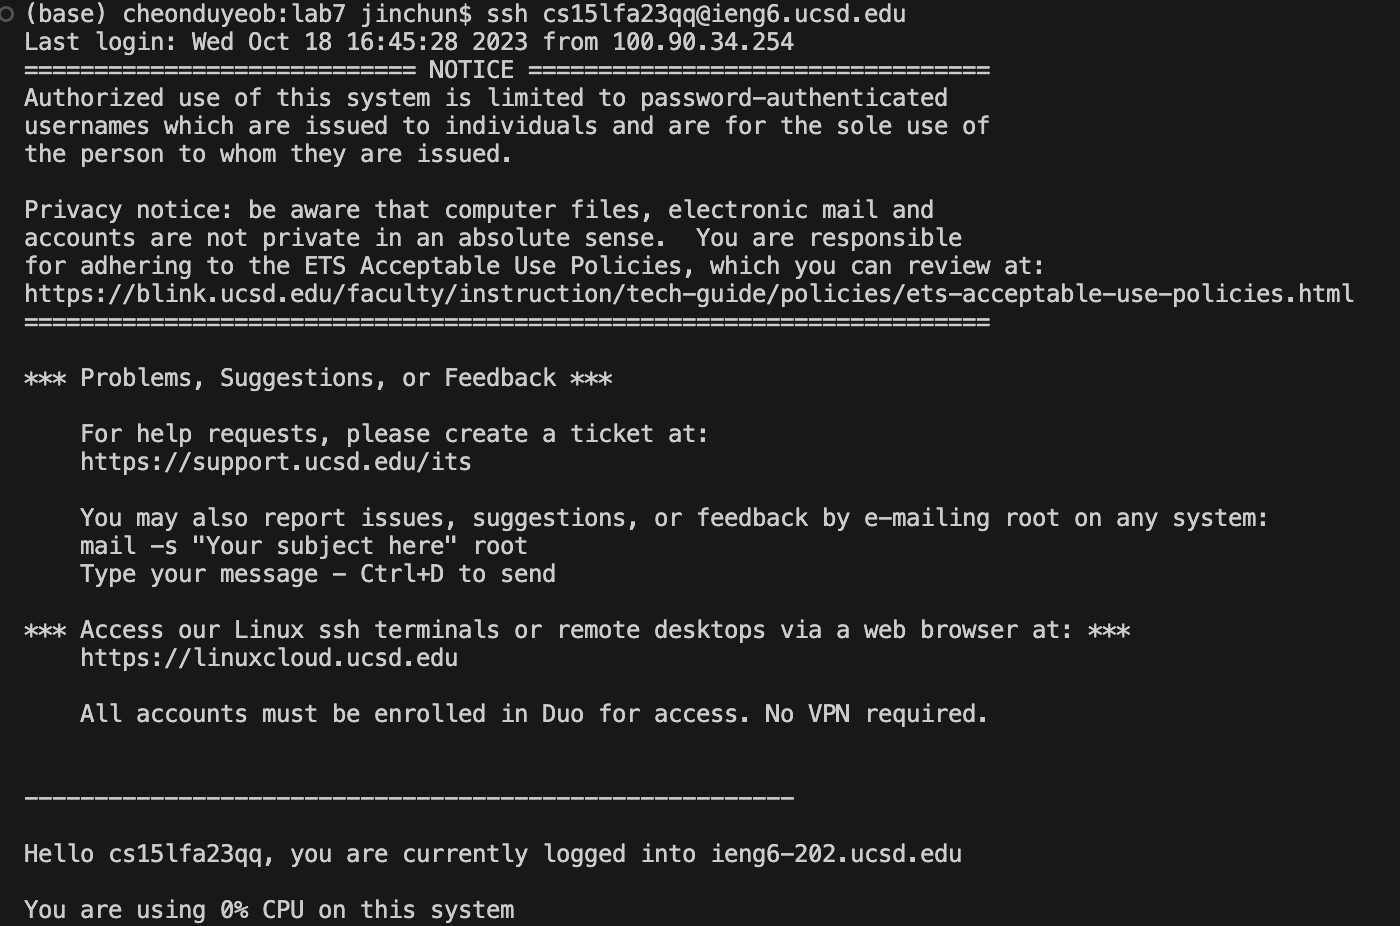 (base) cheonduyeob:lab7 jinchun$ ssh cs15lfa23qq@ieng6.ucsd.edu
Last login: Wed Oct 18 16:45:28 2023 from 100.90.34.254
============================ NOTICE =================================
Authorized use of this system is limited to password-authenticated
usernames which are issued to individuals and are for the sole use of
the person to whom they are issued.
Privacy notice: be aware that computer files, electronic mail and
accounts are not private in an absolute sense.  You are responsible
for adhering to the ETS Acceptable Use Policies, which you can review at:
https://blink.ucsd.edu/faculty/instruction/tech-guide/policies/ets-acceptable-use-policies.html
=====================================================================
*** Problems, Suggestions, or Feedback ***
For help requests, please create a ticket at:
https://support.ucsd.edu/its
You may also report issues, suggestions, or feedback by e-mailing root on any system:
mail -s "Your subject here" root
Type your message - Ctrl+D to send
*** Access our Linux ssh terminals or remote desktops via a web browser at: ***
https://linuxcloud.ucsd.edu
All accounts must be enrolled in Duo for access. No VPN required.
-------------------------------------------------------
Hello cs15lfa23qq, you are currently logged into ieng6-202.ucsd.edu
You are using 0% CPU on this system